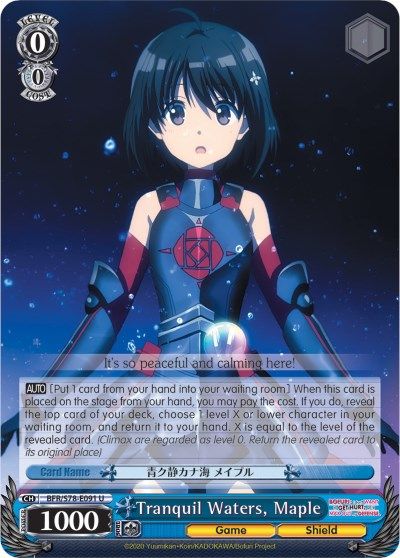 LEVEL
0
0
COST
It's so peaceful and calming here!
AUTO [Put 1 card from your hand into your waiting room] When this card is
placed on the stage from your hand, you may pay the cost. If you do, reveal
the top card of your deck, choose 1 level X or lower character in your
waiting room, and return it to your hand. X is equal to the level of the
revealed card. (Climax are regarded as level 0. Return the revealed card to
its original place)
Card Name
青ク静カナ海 メイプル
CH BFR/S78-E091 U
POWER
1000
Tranquil Waters, Maple
Game
Shield
©2020 Yuumikan・Koin/KADOKAWA/Bofuri Project